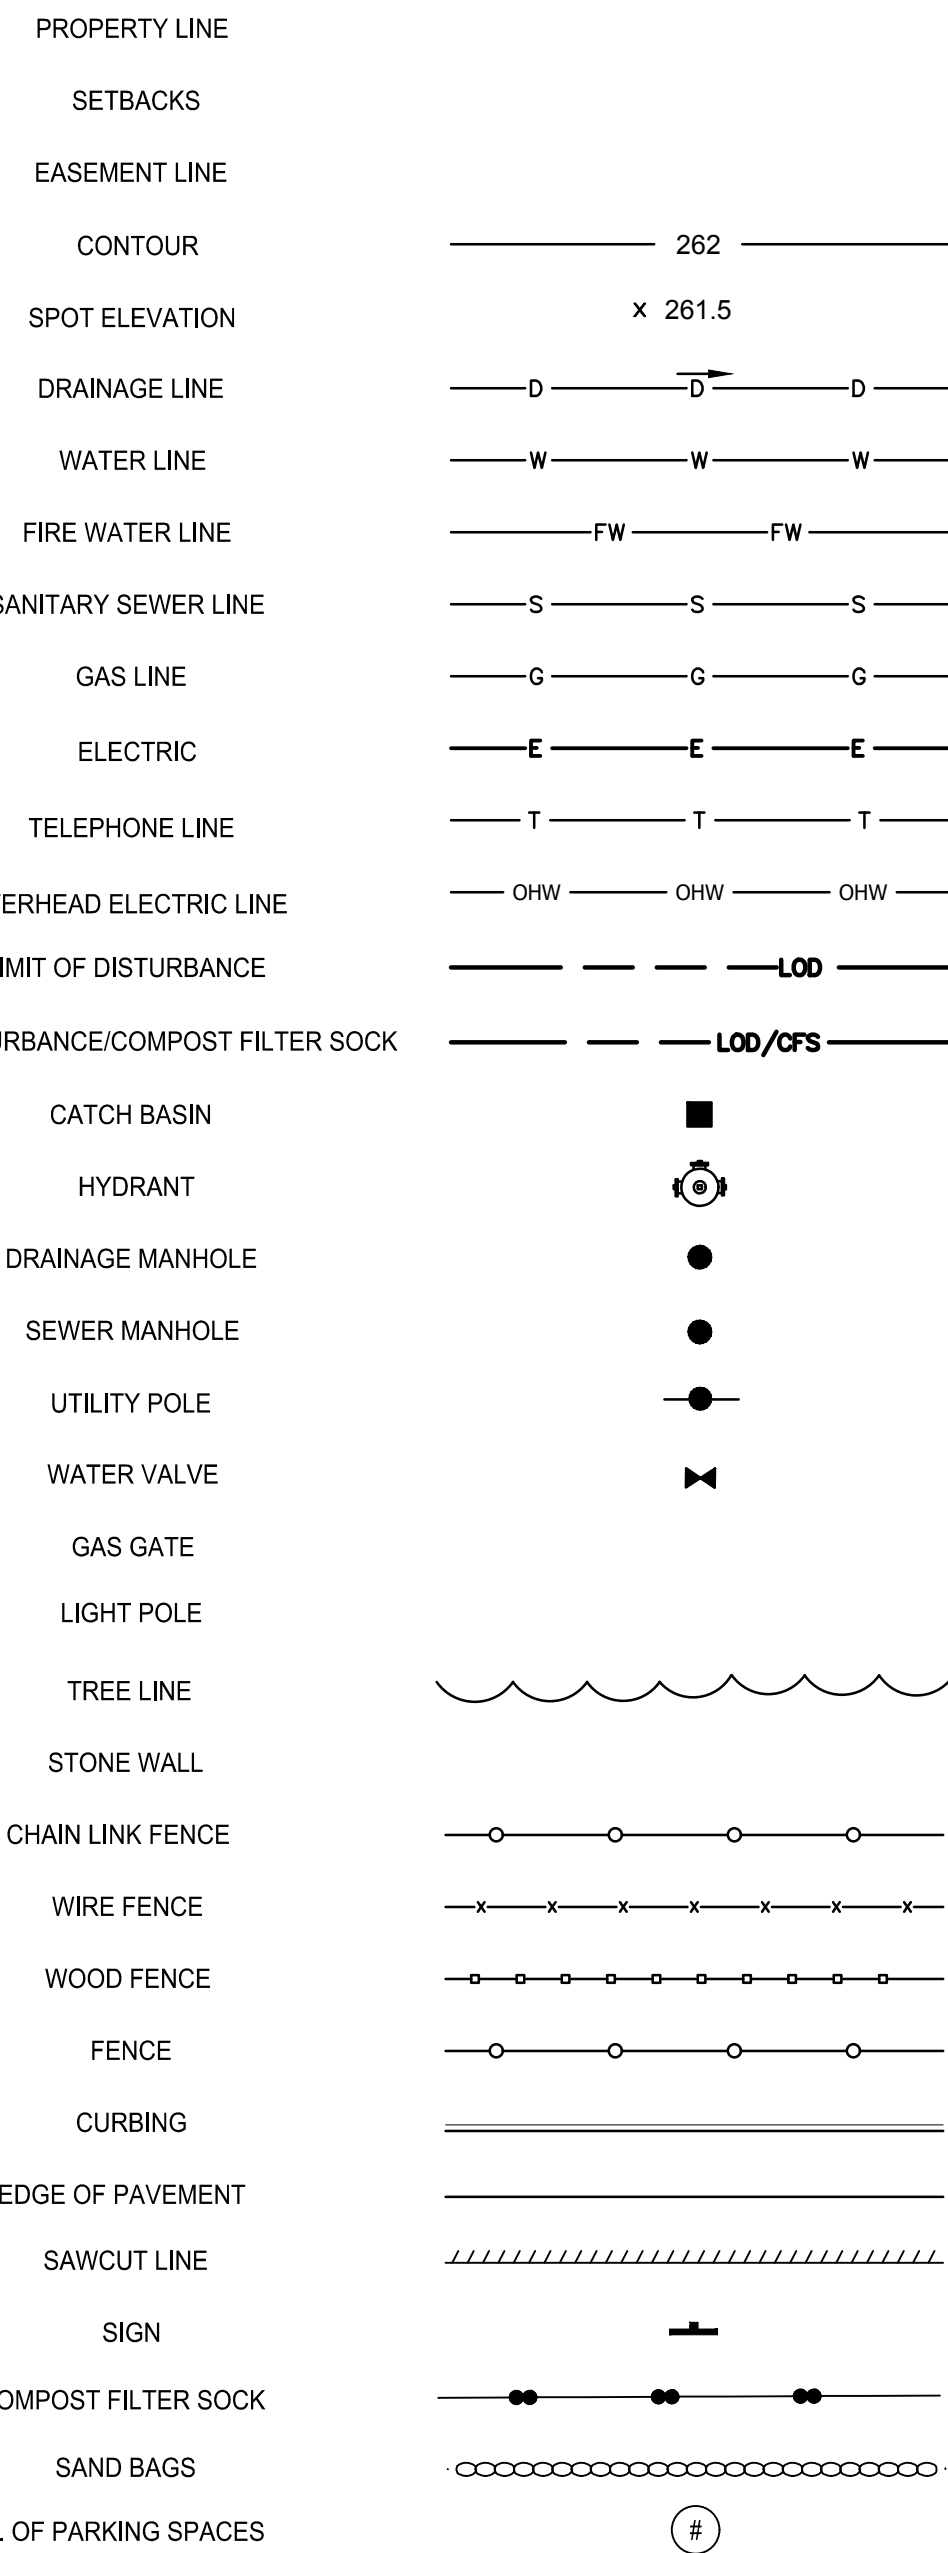 PROPERTY LINE
SETBACKS
EASEMENT LINE
CONTOUR 262
SPOT ELEVATION x 261.5
DRAINAGE LINE D D D
WATER LINE W W W
FIRE WATER LINE FW FW
SANITARY SEWER LINE S S S
GAS LINE G G G
ELECTRIC E E E
TELEPHONE LINE T T T
ERHEAD ELECTRIC LINE OHW OHW OHW
IMIT OF DISTURBANCE LOD
URBANCE/COMPOST FILTER SOCK LOD/CFS
CATCH BASIN
HYDRANT
DRAINAGE MANHOLE
SEWER MANHOLE
UTILITY POLE
WATER VALVE
GAS GATE
LIGHT POLE
TREE LINE
STONE WALL
CHAIN LINK FENCE
WIRE FENCE x x x x x x x
WOOD FENCE
FENCE
CURBING
EDGE OF PAVEMENT
SAWCUT LINE
SIGN
OMPOST FILTER SOCK
SAND BAGS
. OF PARKING SPACES #